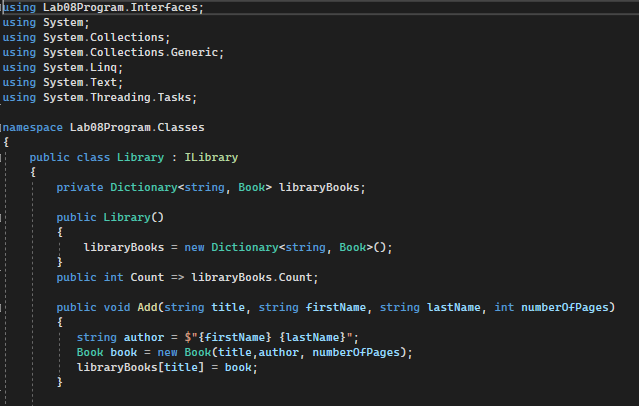 using Lab08Program.Interfaces;
using System;
using System.Collections;
using System.Collections.Generic;
using System.Linq;
using System.Text;
using System.Threading.Tasks;
namespace Lab08Program.Classes
{
public class Library : ILibrary
{
private Dictionary<string, Book> libraryBooks;
public Library()
{
libraryBooks = new Dictionary<string, Book>();
}
public int Count => libraryBooks.Count;
public void Add(string title, string firstName, string lastName, int numberOfPages)
{
string author = $"{firstName} {lastName}";
Book book = new Book(title,author, numberOfPages);
libraryBooks[title] = book;
}